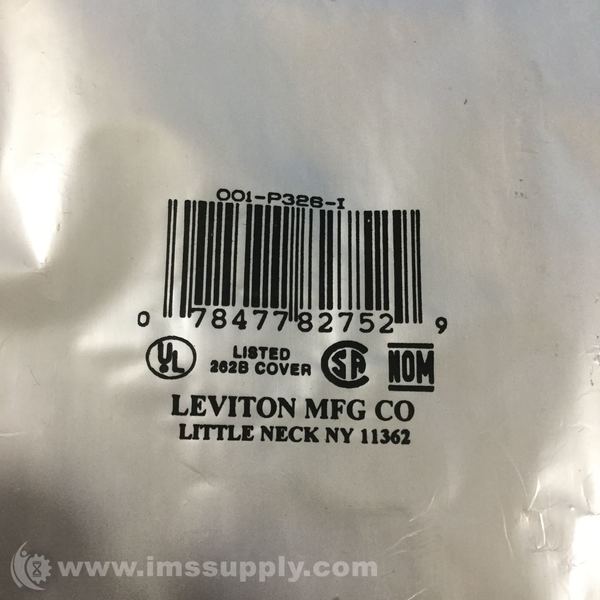 001-P326-I
0 78477 82752 9
UL LISTED 262B COVER SA NOM
LEVITON MFG CO
LITTLE NECK NY 11362
www.imssupply.com